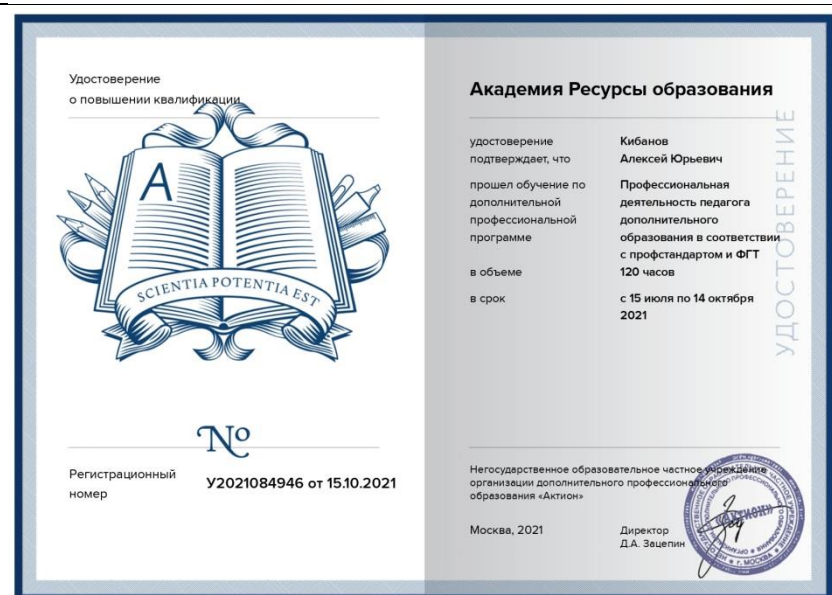 Удостоверение
о повышении квалификации
A
SCIENTIA POTENTIA EST
№
Регистрационный
номер
У2021084946 от 15.10.2021
Академия Ресурсы образования
удостоверение
подтверждает, что
Кибанов
Алексей Юрьевич
прошел обучение по
дополнительной
профессиональной
программе
Профессиональная
деятельность педагога
дополнительного
образования в соответствии
с профстандартом и ФГТ
в объеме
120 часов
в срок
с 15 июля по 14 октября
2021
УДОСТОВЕРЕНИЕ
Негосударственное образовательное частное учреждение
организации дополнительного профессионального
образования «Актион»
Москва, 2021
Директор
Д.А. Зацепин
«АКТИОН»
г. МОСКВА